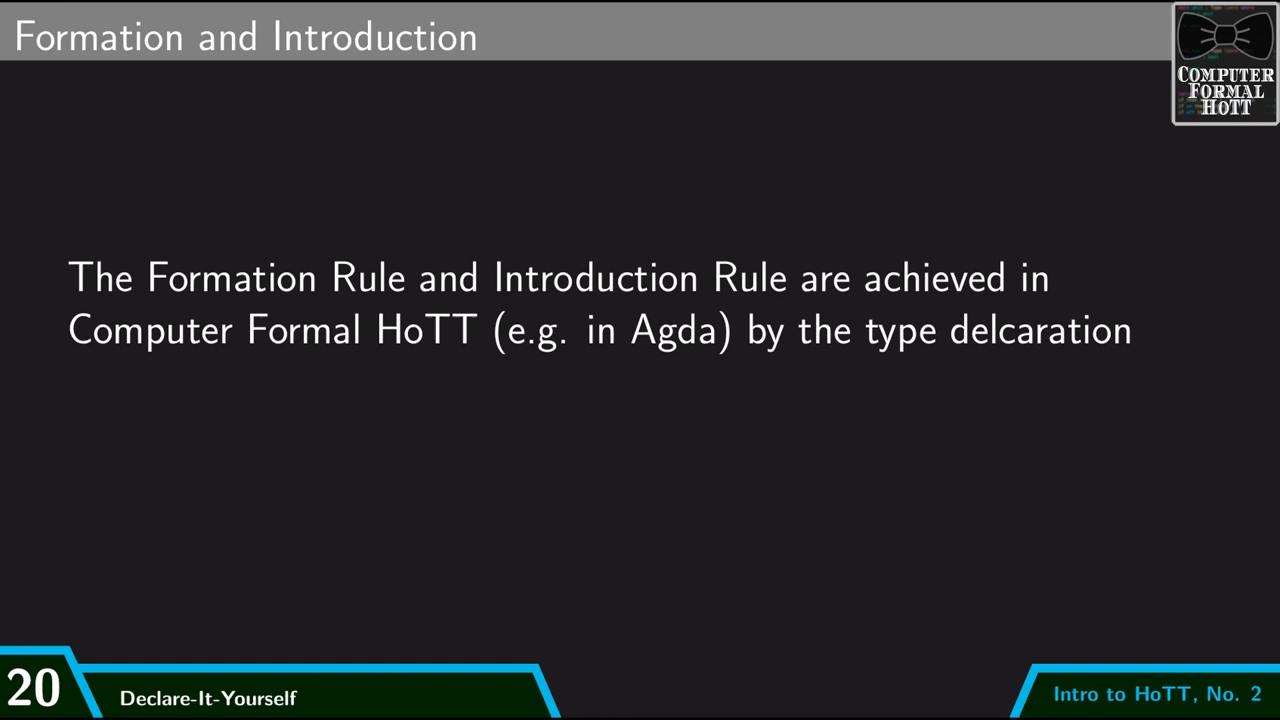 Formation and Introduction
COMPUTER
FORMAL
HOTT
The Formation Rule and Introduction Rule are achieved in
Computer Formal HoTT (e.g. in Agda) by the type delcaration
20
Declare-It-Yourself
Intro to HoTT, No. 2